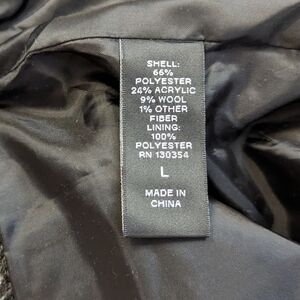 SHELL:
66%
POLYESTER
24% ACRYLIC
9% WOOL
1% OTHER
FIBER
LINING:
100%
POLYESTER
RN 130354
L
MADE IN
CHINA